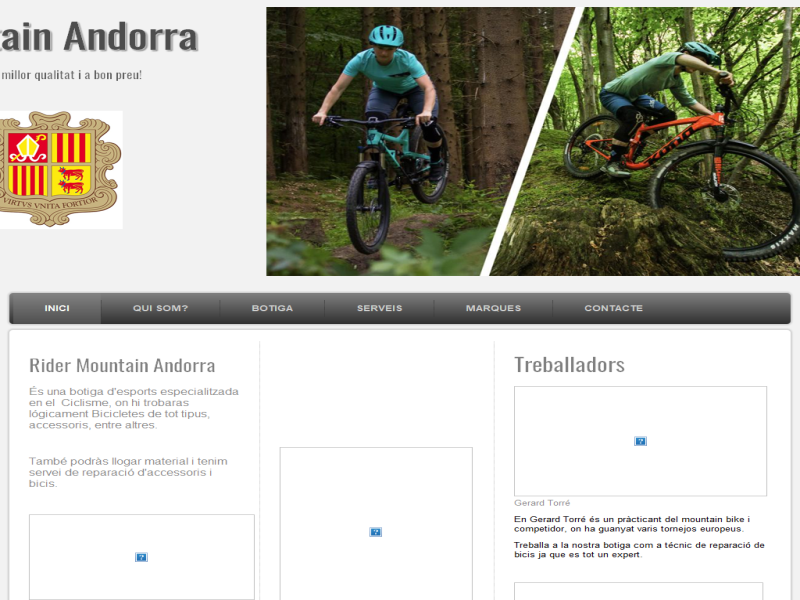 tain Andorra
millor qualitat i a bon preu!
VIRTVS VNITA FORTIOR
INICI
QUI SOM?
BOTIGA
SERVEIS
MARQUES
CONTACTE
Rider Mountain Andorra
És una botiga d'esports especialitzada
en el Ciclisme, on hi trobaras
lógicament Bicicletes de tot tipus,
accessoris, entre altres.
També podràs llogar material i tenim
servei de reparació d'accessoris i
bicis.
Treballadors
Gerard Torré
En Gerard Torré és un pràcticant del mountain bike i
competidor, on ha guanyat varis tornejos europeus.
Treballa a la nostra botiga com a técnic de reparació de
bicis ja que es tot un expert.